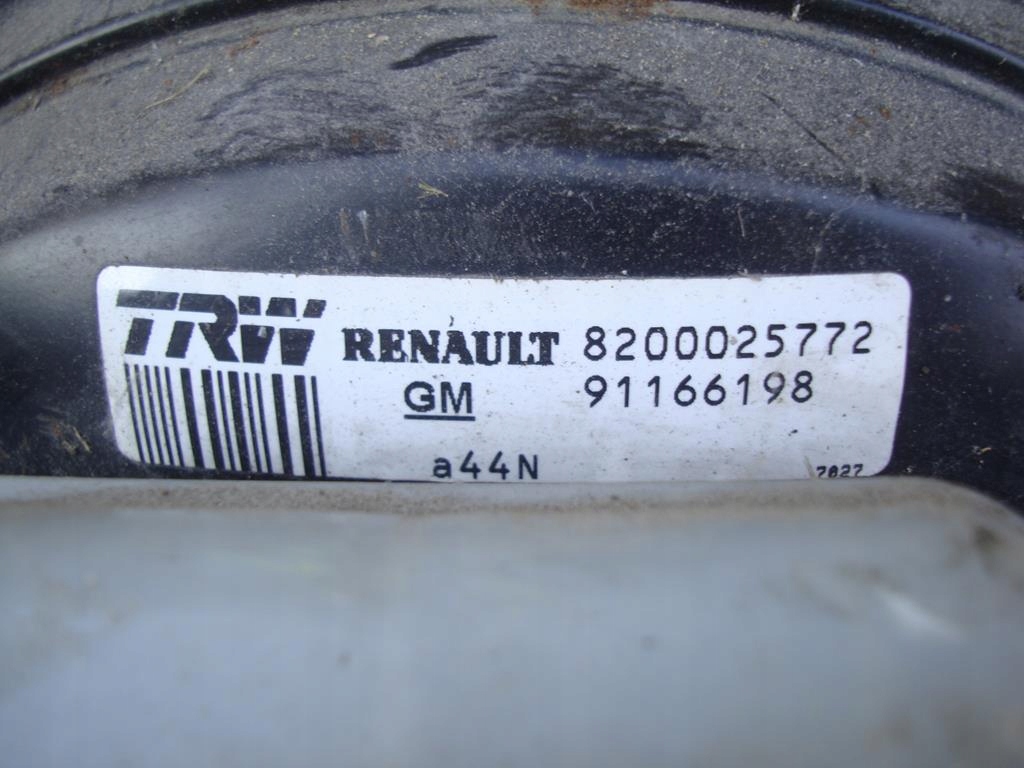 TRW RENAULT 8200025772
GM 91166198
a44N 7027